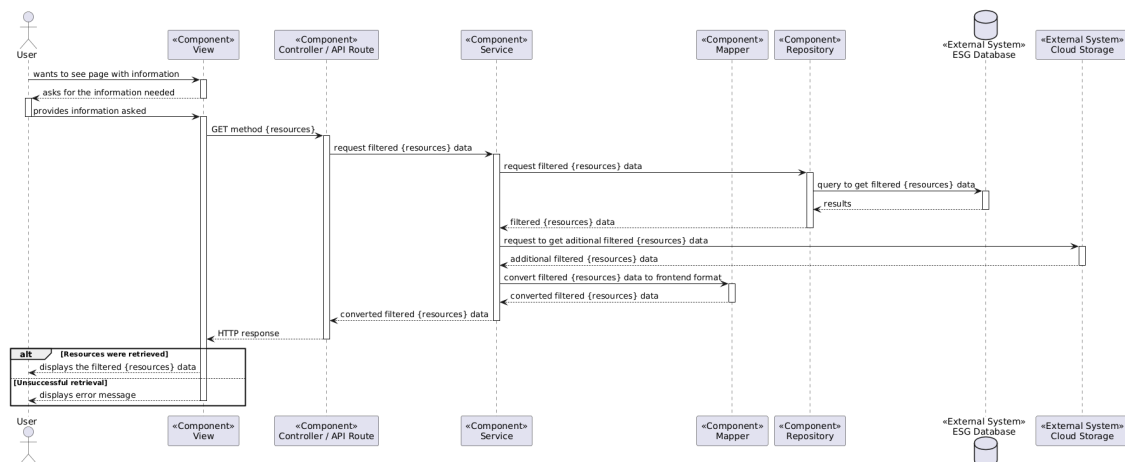 «Component»
View
«Component»
Controller / API Route
«Component»
Service
«Component»
Mapper
«Component»
Repository
«External System»
ESG Database
«External System»
Cloud Storage
User
wants to see page with information
asks for the information needed
provides information asked
GET method {resources}
request filtered {resources} data
request filtered {resources} data
query to get filtered {resources} data
results
filtered {resources} data
request to get aditional filtered {resources} data
additional filtered {resources} data
convert filtered {resources} data to frontend format
converted filtered {resources} data
converted filtered {resources} data
HTTP response
alt [Resources were retrieved]
displays the filtered {resources} data
[Unsuccessful retrieval]
displays error message
User
«Component»
View
«Component»
Controller / API Route
«Component»
Service
«Component»
Mapper
«Component»
Repository
«External System»
ESG Database
«External System»
Cloud Storage